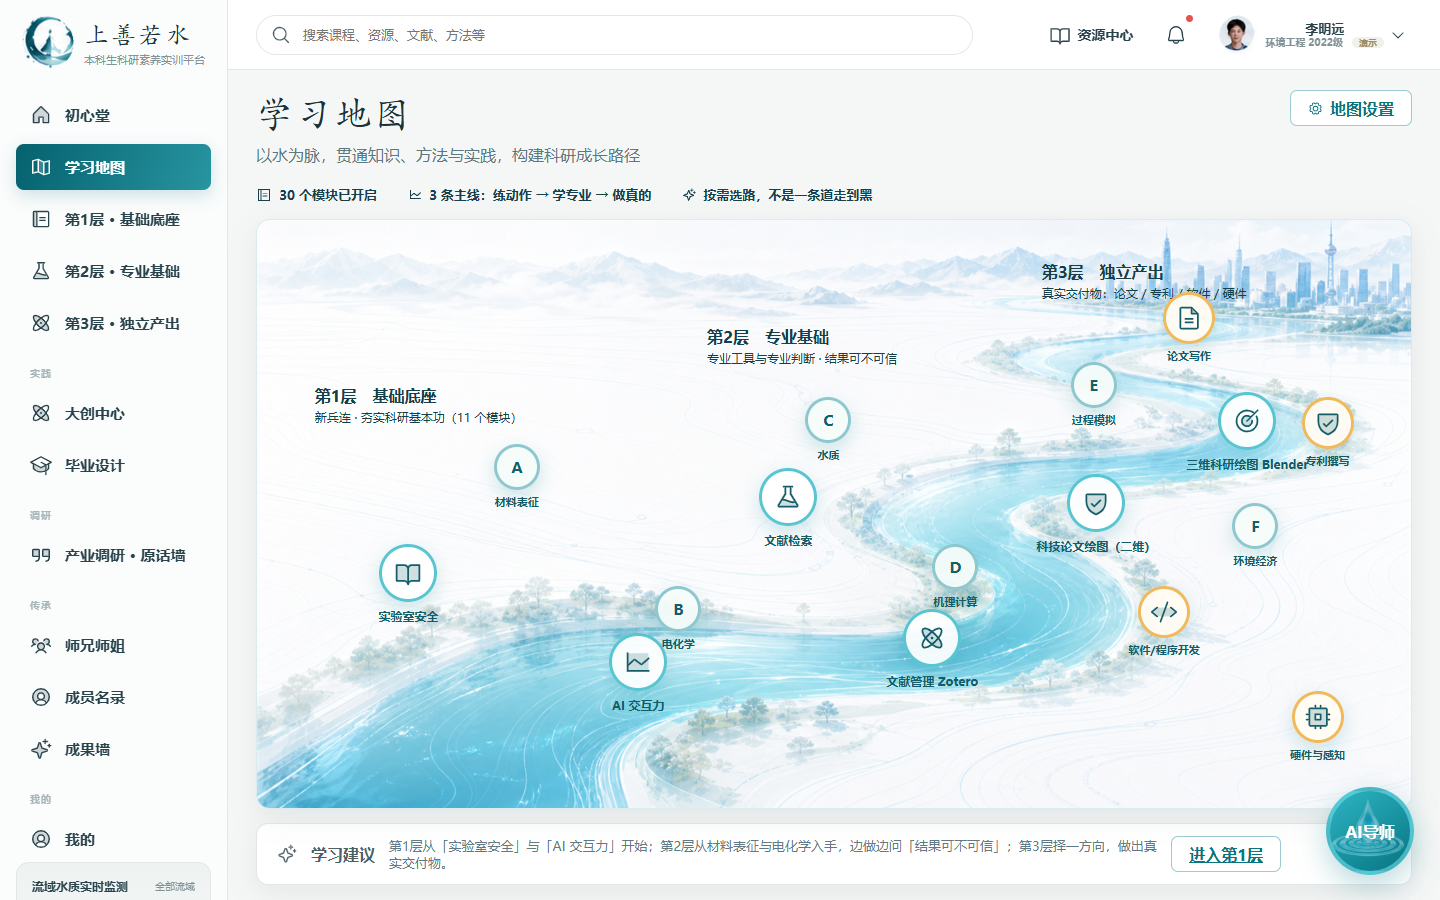 上善若水
本科生科研素养实训平台
初心堂
学习地图
第1层・基础底座
第2层・专业基础
第3层・独立产出
实践
大创中心
毕业设计
调研
产业调研・原话墙
传承
师兄师姐
成员名录
成果墙
我的
我的
流域水质实时监测 全部流域
搜索课程、资源、文献、方法等
资源中心
李明远
环境工程 2022级 演示
学习地图
地图设置
以水为脉，贯通知识、方法与实践，构建科研成长路径
30 个模块已开启 3 条主线：练动作 → 学专业 → 做真的 按需选路，不是一条道走到黑
第3层 独立产出
真实交付物：论文 / 专利 / 软件 / 硬件
论文写作
第2层 专业基础
专业工具与专业判断 · 结果可不可信
第1层 基础底座
新兵连 · 夯实科研基本功（11 个模块）
E
过程模拟
C
水质
三维科研绘图 Blender
专利撰写
A
材料表征
文献检索
科技论文绘图（二维）
F
环境经济
实验室安全
D
机理计算
B
电化学
软件/程序开发
文献管理 Zotero
AI 交互力
硬件与感知
AI导师
学习建议
第1层从「实验室安全」与「AI 交互力」开始；第2层从材料表征与电化学入手，边做边问「结果可不可信」；第3层择一方向，做出真
实交付物。
进入第1层